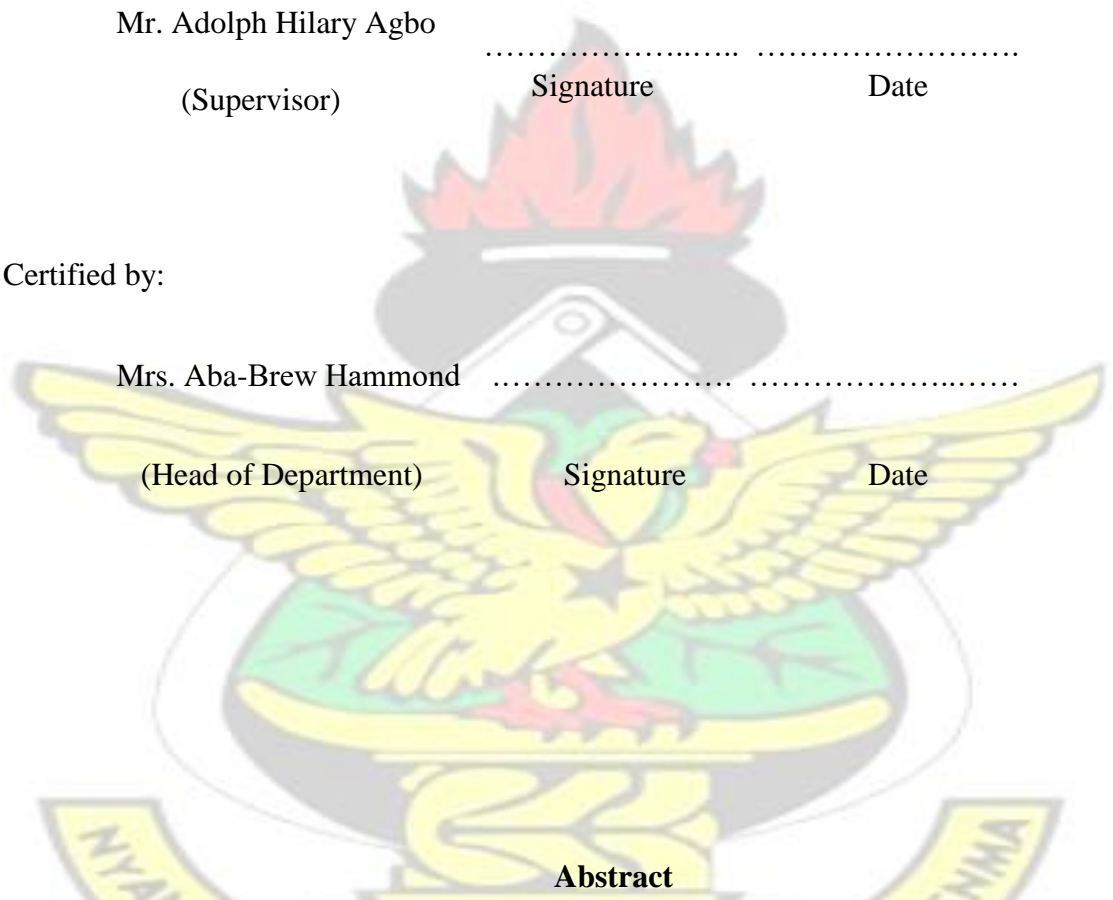 Mr. Adolph Hilary Agbo
………………..….. …………………….
(Supervisor) Signature Date
Certified by:
Mrs. Aba-Brew Hammond .…………………. ………………..……
(Head of Department) Signature Date
Abstract